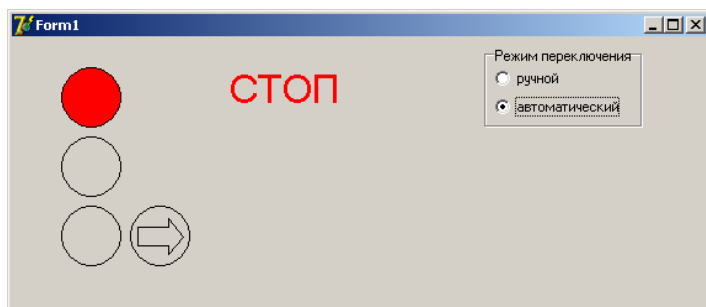 Form1
СТОП
Режим переключения
ручной
автоматический